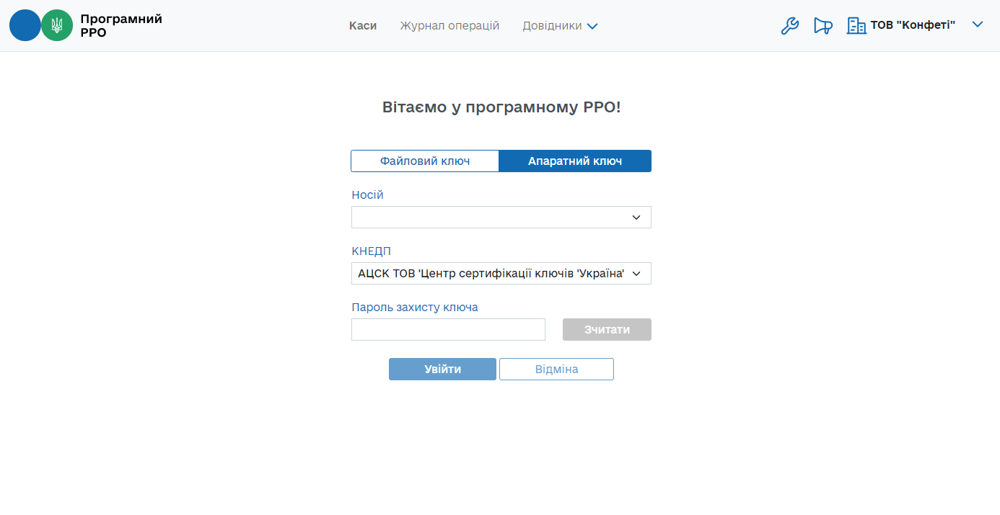 Програмний
РРО
Каси
Журнал операцій
Довідники
ТОВ "Конфеті"
Вітаємо у програмному РРО!
Файловий ключ
Апаратний ключ
Носій
КНЕДП
АЦСК ТОВ 'Центр сертифікації ключів 'Україна'
Пароль захисту ключа
Зчитати
Увійти
Відміна